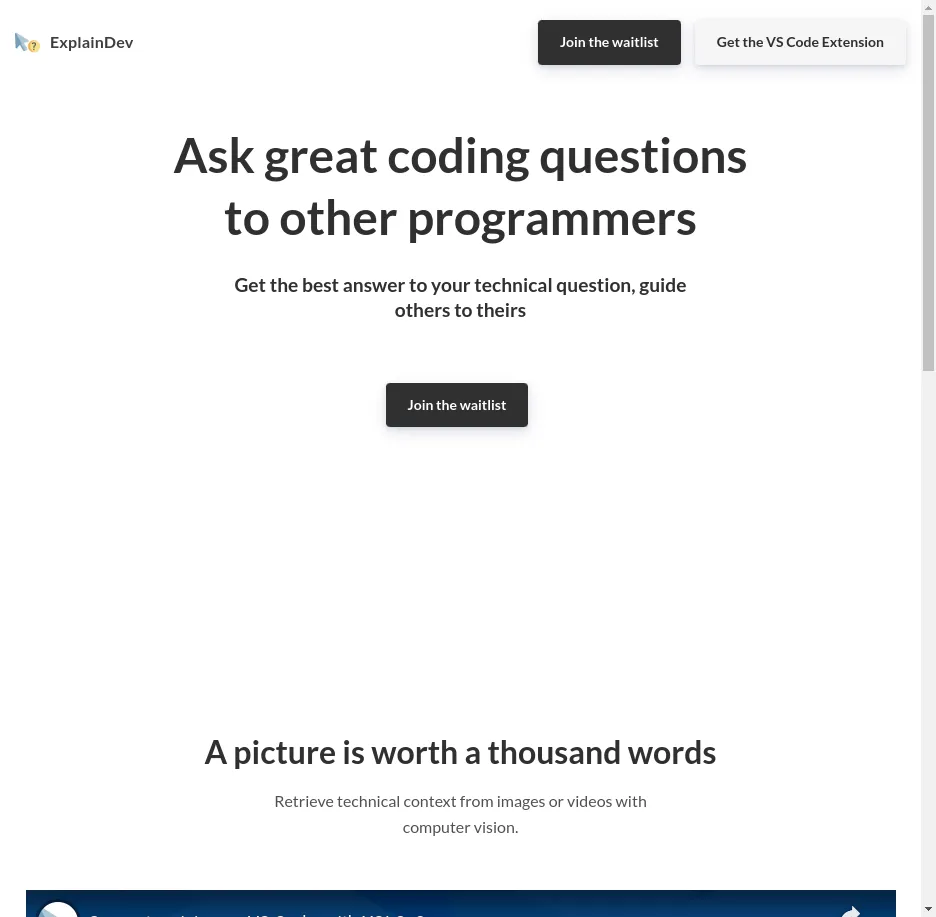 ExplainDev
Join the waitlist
Get the VS Code Extension
Ask great coding questions
to other programmers
Get the best answer to your technical question, guide
others to theirs
Join the waitlist
A picture is worth a thousand words
Retrieve technical context from images or videos with
computer vision.